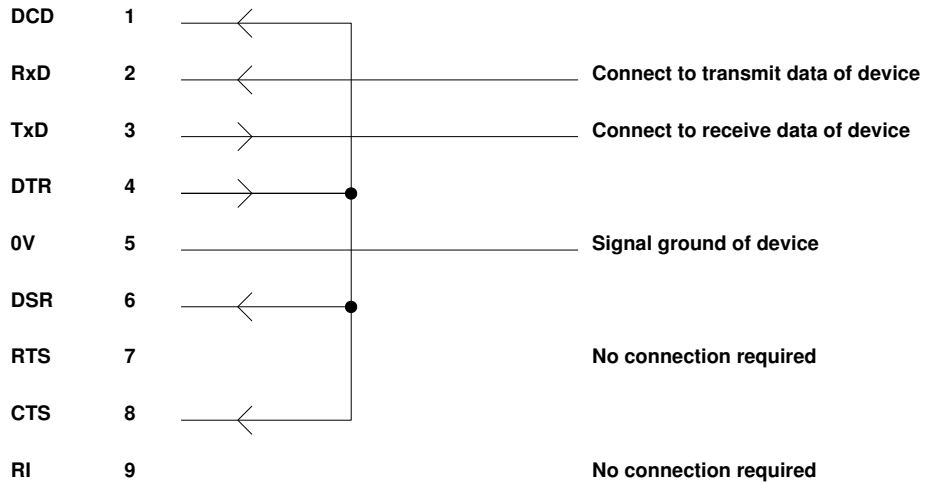 DCD 1
RxD 2 Connect to transmit data of device
TxD 3 Connect to receive data of device
DTR 4
0V 5 Signal ground of device
DSR 6
RTS 7 No connection required
CTS 8
RI 9 No connection required